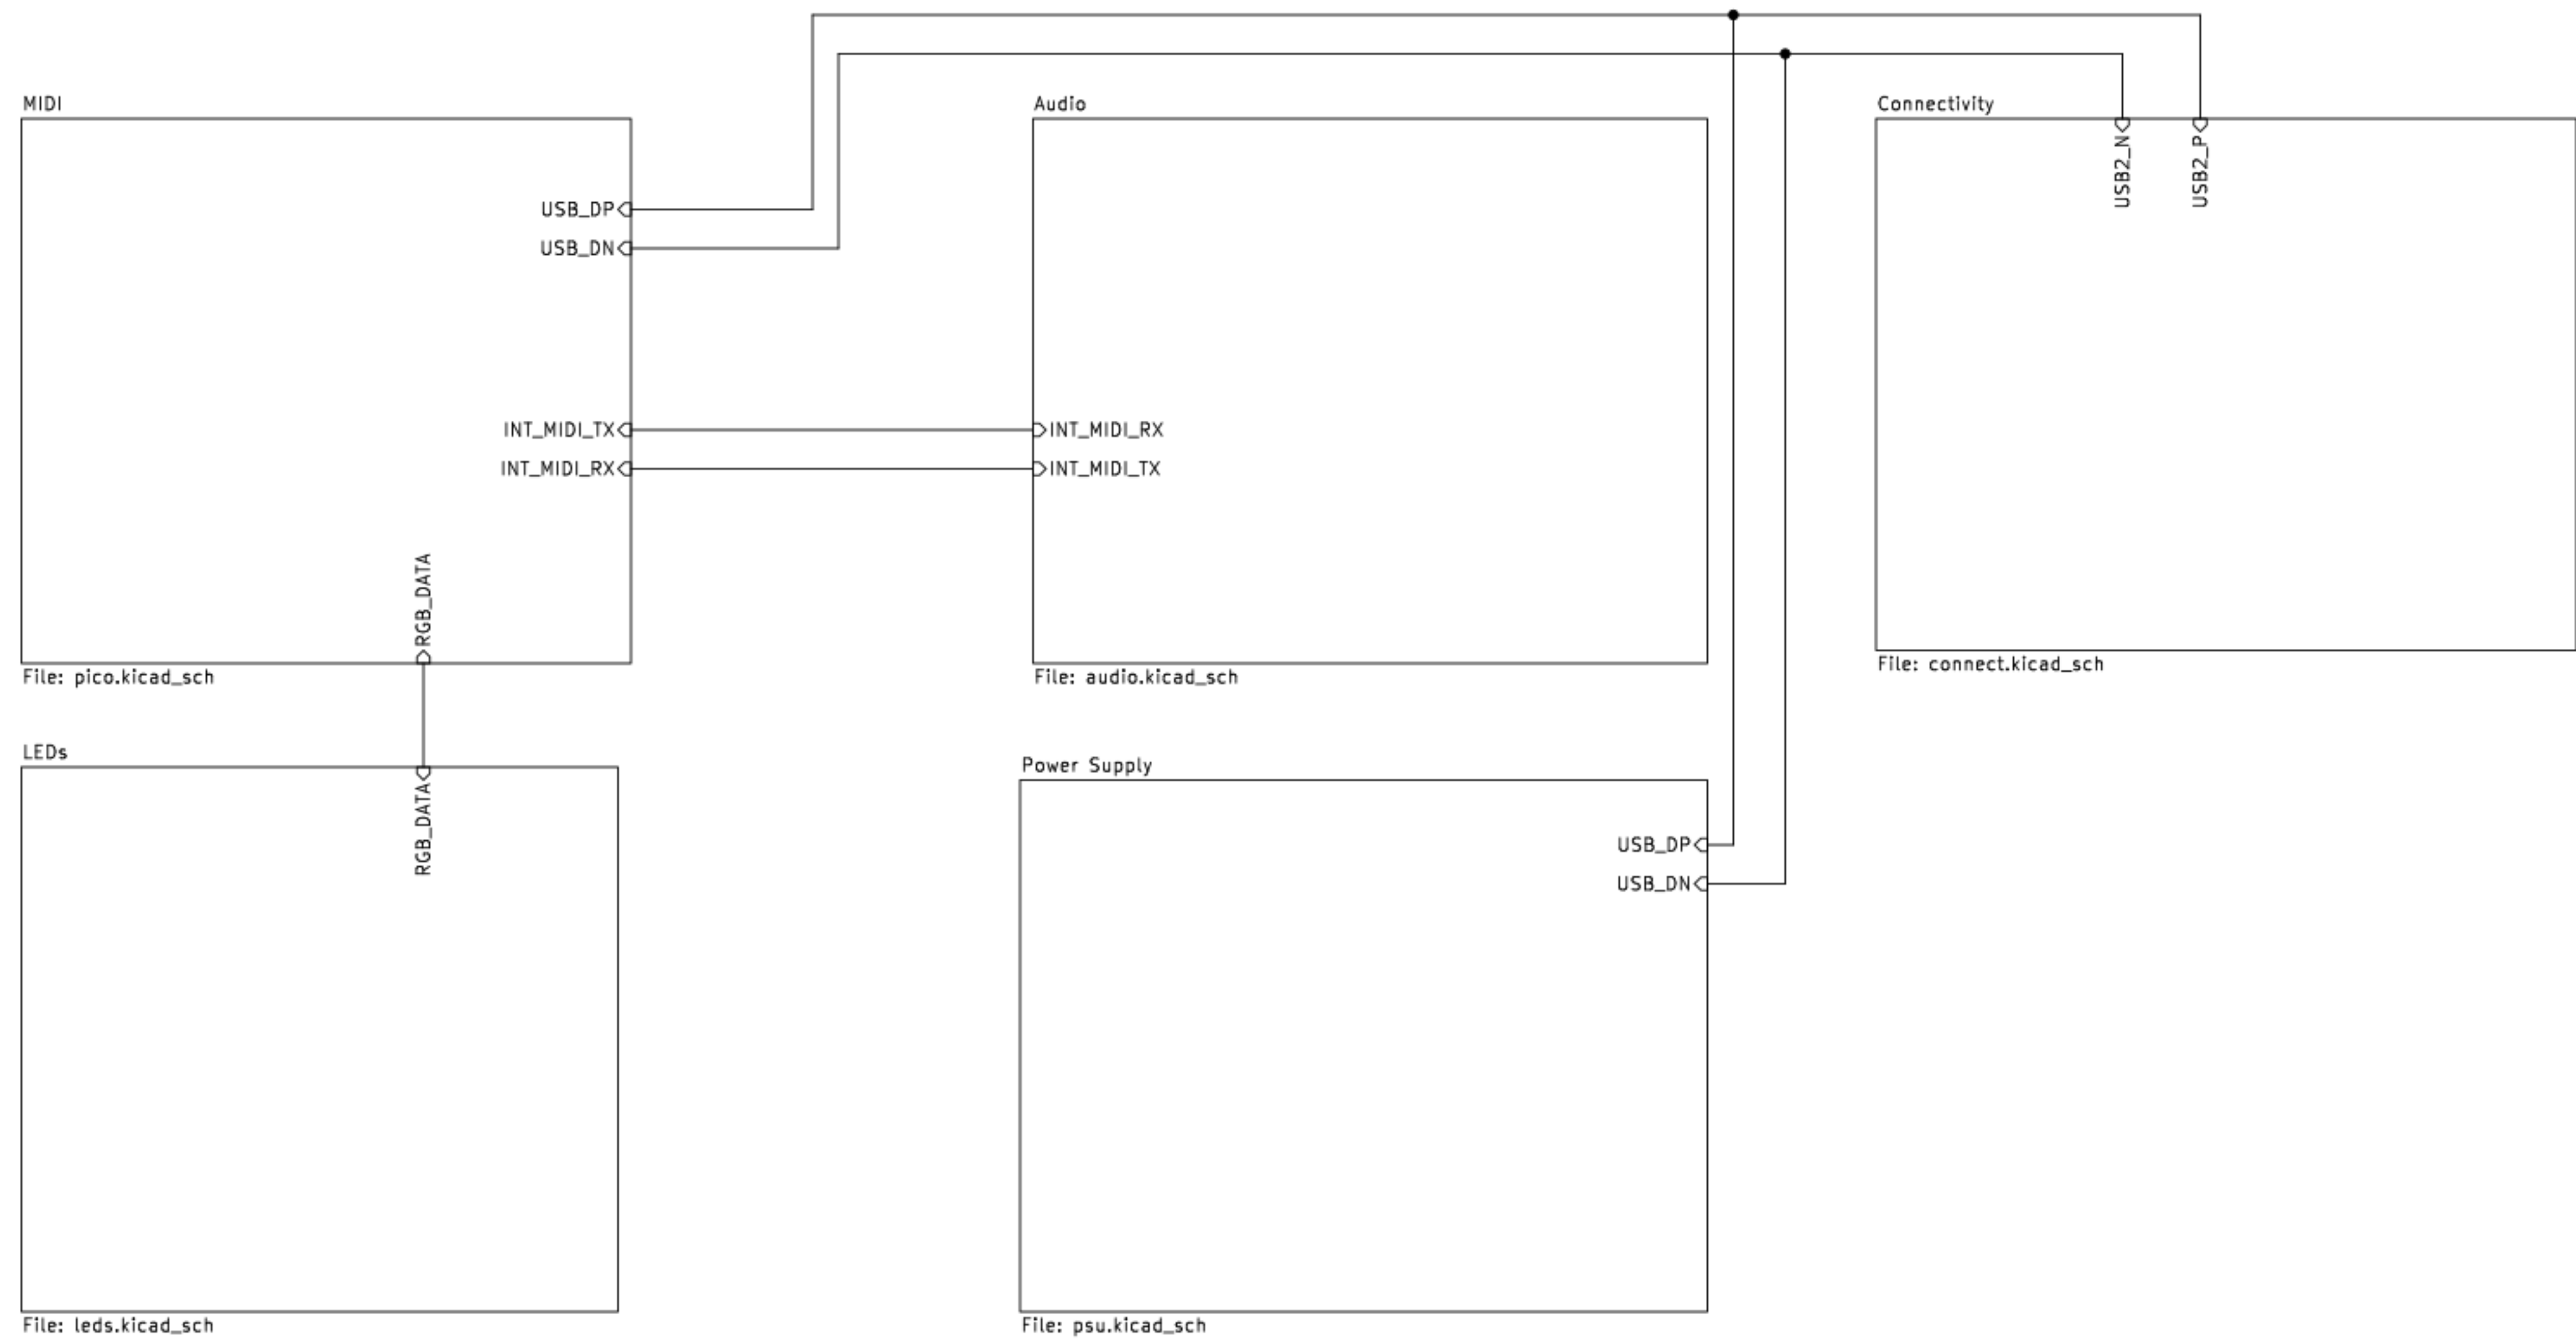 MIDI
USB_DP
USB_DN
INT_MIDI_TX
INT_MIDI_RX
RGB_DATA
File: pico.kicad_sch
Audio
INT_MIDI_RX
INT_MIDI_TX
File: audio.kicad_sch
Connectivity
USB2_N
USB2_P
File: connect.kicad_sch
LEDs
RGB_DATA
File: leds.kicad_sch
Power Supply
USB_DP
USB_DN
File: psu.kicad_sch